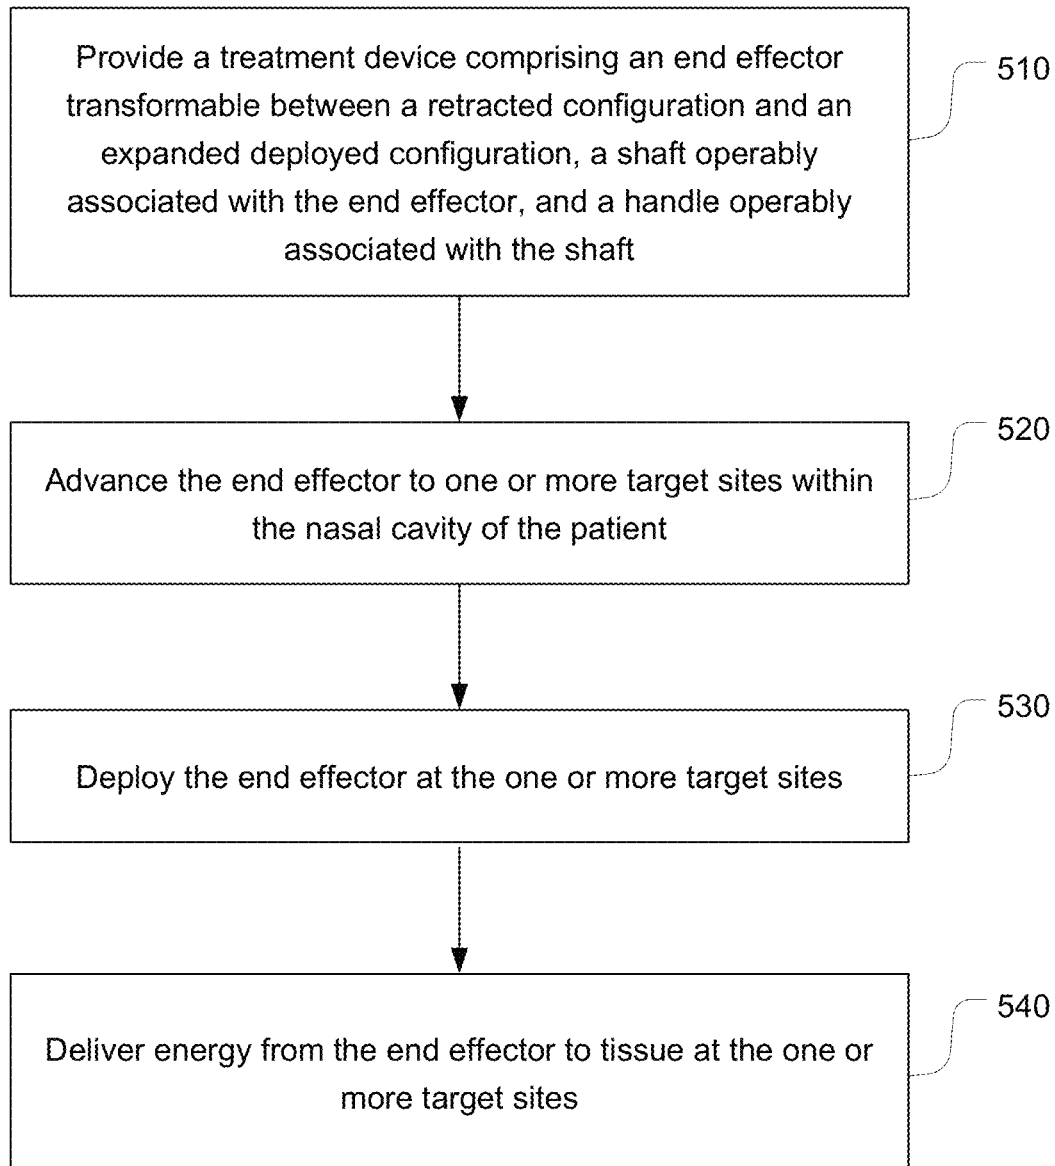 Provide a treatment device comprising an end effector
transformable between a retracted configuration and an
expanded deployed configuration, a shaft operably
associated with the end effector, and a handle operably
associated with the shaft
510
Advance the end effector to one or more target sites within
the nasal cavity of the patient
520
Deploy the end effector at the one or more target sites
530
Deliver energy from the end effector to tissue at the one or
more target sites
540